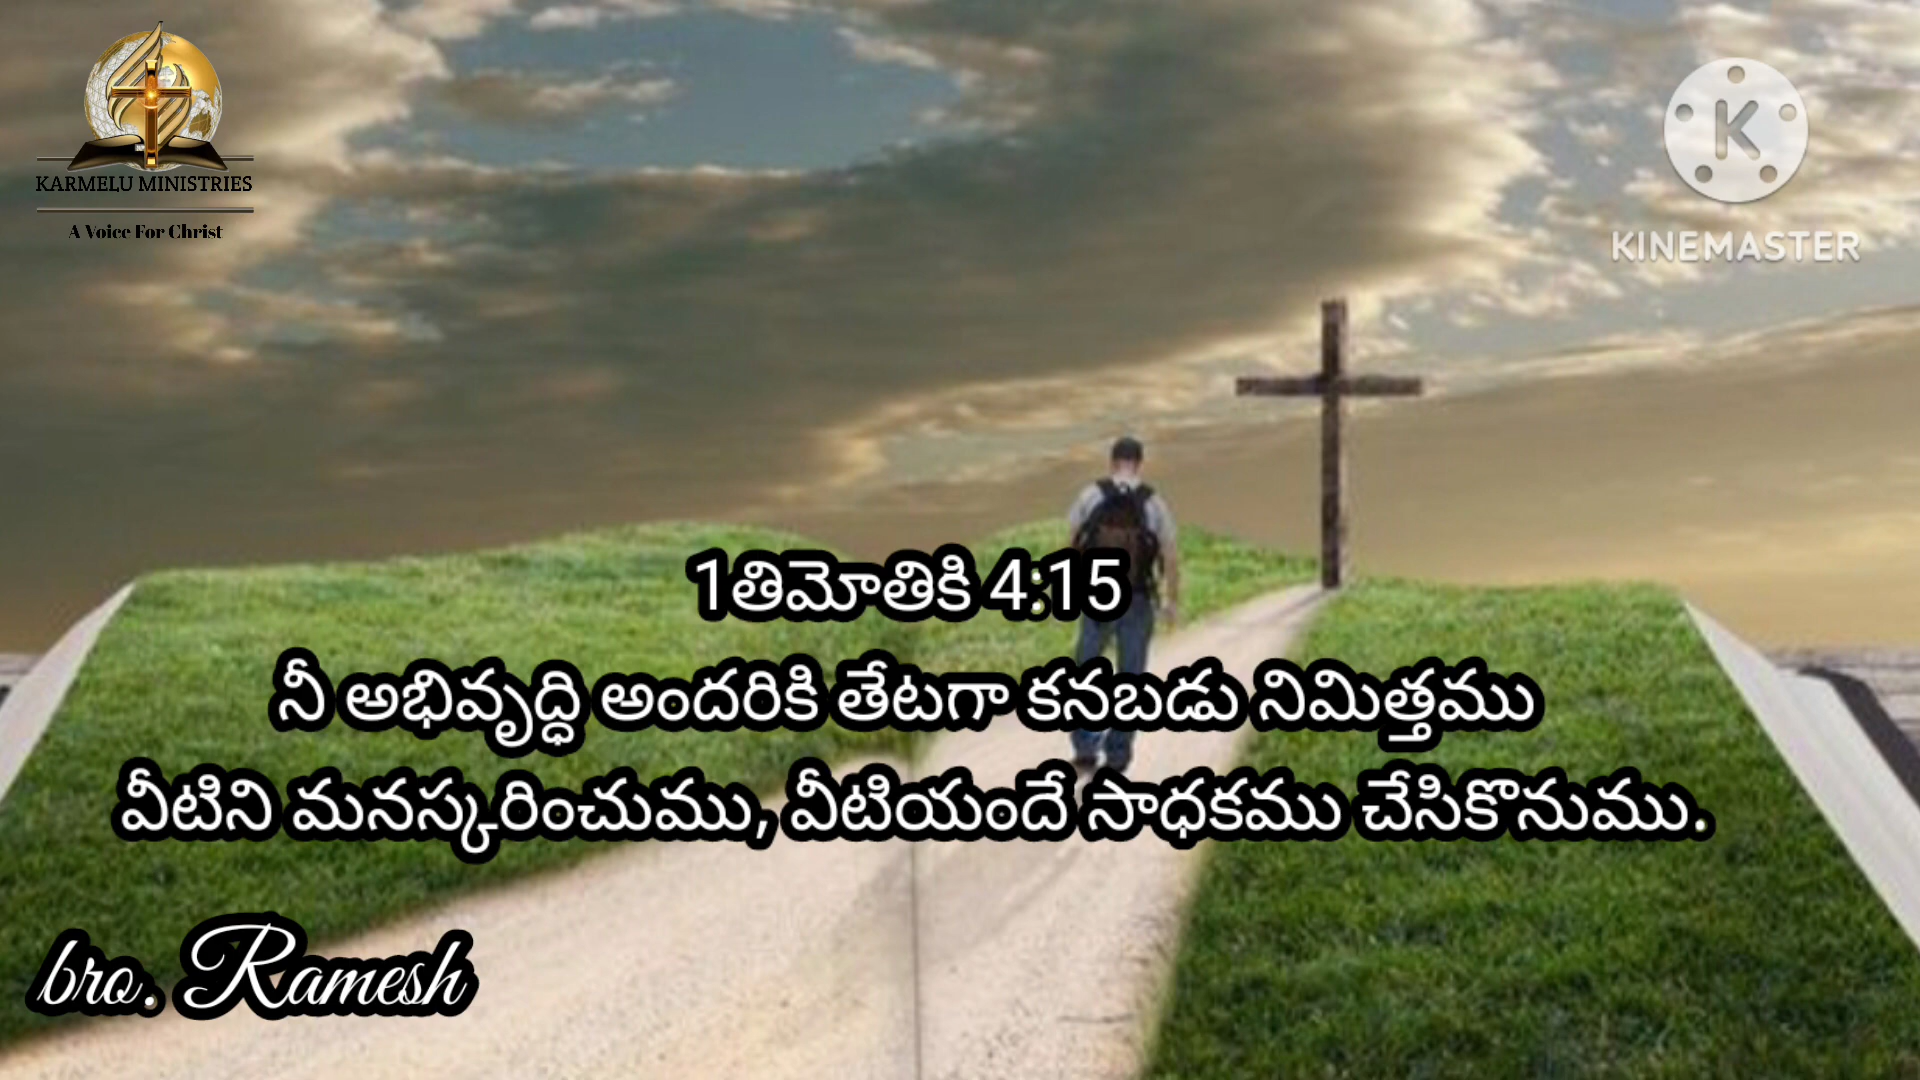 KARMELU MINISTRIES
A Voice For Christ
K
KINEMASTER
1తిమోతికి 4:15
నీ అభివృద్ధి అందరికి తేటగా కనబడు నిమిత్తము
వీటిని మనస్కరించుము, వీటియందే సాధకము చేసికొనుము.
bro. Ramesh